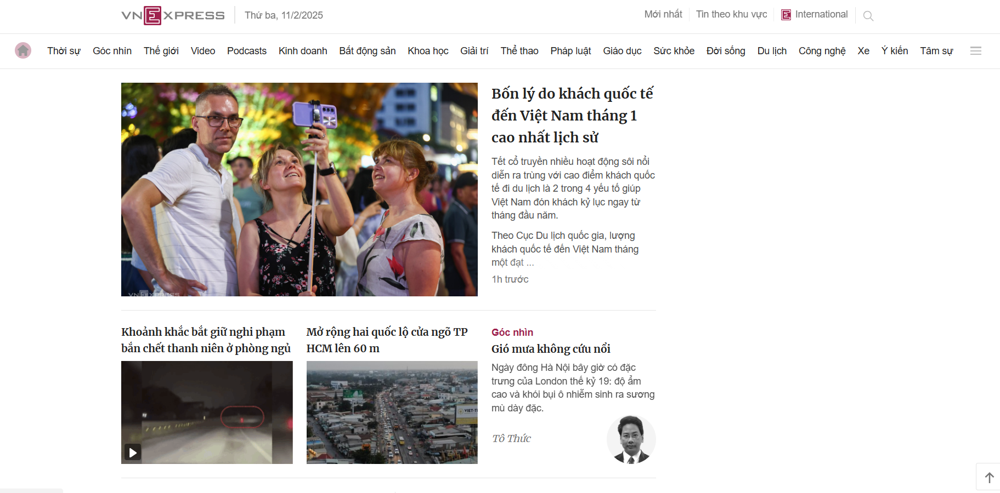 VNEXPRESS
Thứ ba, 11/2/2025
Mới nhất
Tin theo khu vực
E International
Thời sự Góc nhìn Thế giới Video Podcasts Kinh doanh Bất động sản Khoa học Giải trí Thể thao Pháp luật Giáo dục Sức khỏe Đời sống Du lịch Công nghệ Xe Ý kiến Tâm sự
VNEXPRESS
Bốn lý do khách quốc tế
đến Việt Nam tháng 1
cao nhất lịch sử
Tết cổ truyền nhiều hoạt động sôi nổi
diễn ra trùng với cao điểm khách quốc
tế đi du lịch là 2 trong 4 yếu tố giúp
Việt Nam đón khách kỷ lục ngay từ
tháng đầu năm.
Theo Cục Du lịch quốc gia, lượng
khách quốc tế đến Việt Nam tháng
một đạt ...
1h trước
Khoảnh khắc bắt giữ nghi phạm
bắn chết thanh niên ở phòng ngủ
Mở rộng hai quốc lộ cửa ngõ TP
HCM lên 60 m
VIET-T
Góc nhìn
Gió mưa không cứu nổi
Ngày đông Hà Nội bây giờ có đặc
trưng của London thế kỷ 19: độ ẩm
cao và khói bụi ô nhiễm sinh ra sương
mù dày đặc.
Tô Thức